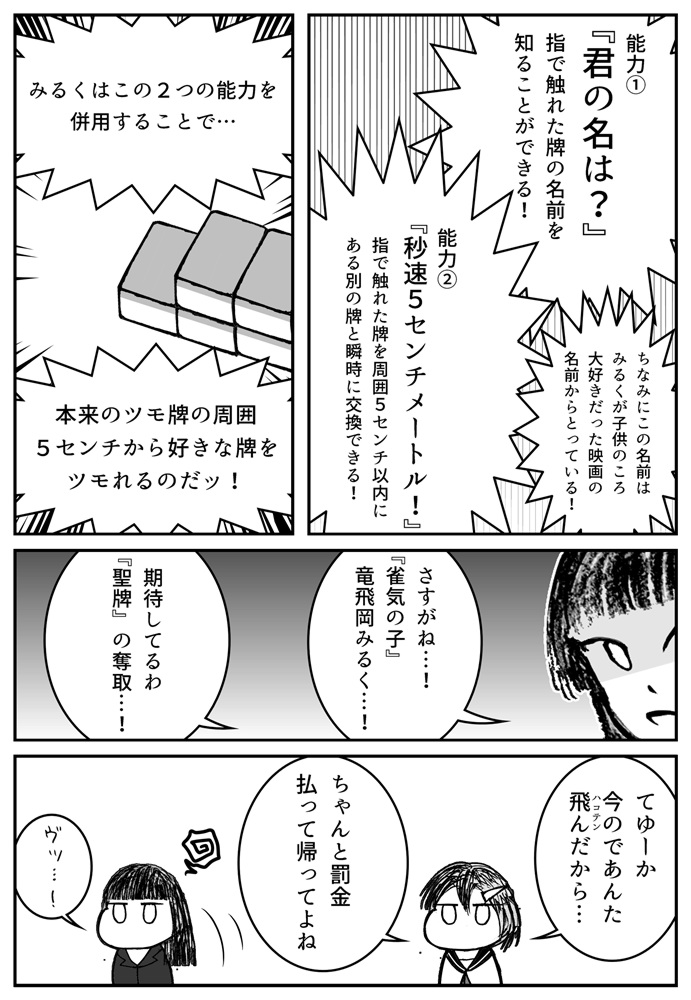 能力①
『君の名は?』
指で触れた牌の名前を
知ることができる!
ちなみにこの名前は
みるくが子供のころ
大好きだった映画の
名前からとっている!
能力②
『秒速5センチメートル!』
指で触れた牌を周囲5センチ以内に
ある別の牌と瞬時に交換できる!
みるくはこの2つの能力を
併用することで…
本来のツモ牌の周囲
5センチから好きな牌を
ツモれるのだッ!
さすがね…!
『雀気の子』
竜飛岡みるく…!
期待してるわ
『聖牌』の奪取…!
てゆーか
今のであんた
飛んだから…
ハコテン
ちゃんと罰金
払って帰ってよね
ヴッ…!